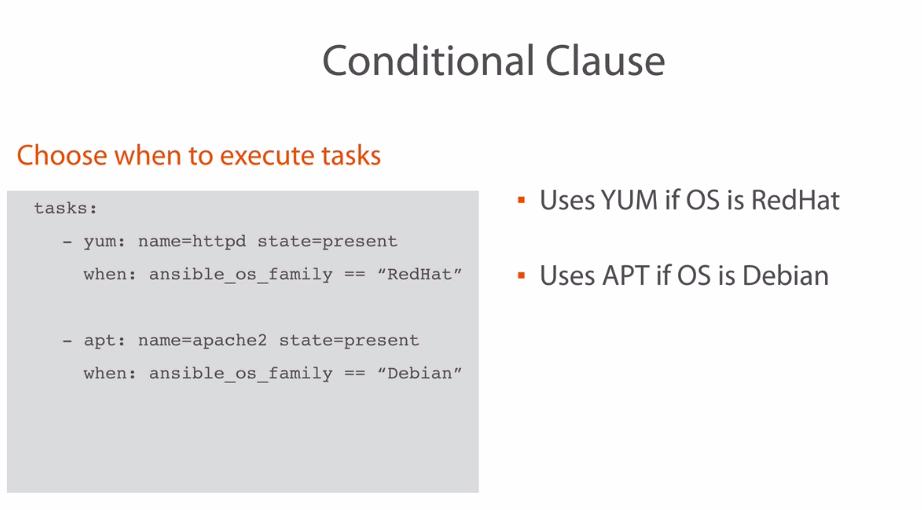 Conditional Clause
Choose when to execute tasks
tasks:
- yum: name=httpd state=present
when: ansible_os_family == “RedHat”
- apt: name=apache2 state=present
when: ansible_os_family == “Debian”
▪ Uses YUM if OS is RedHat
▪ Uses APT if OS is Debian